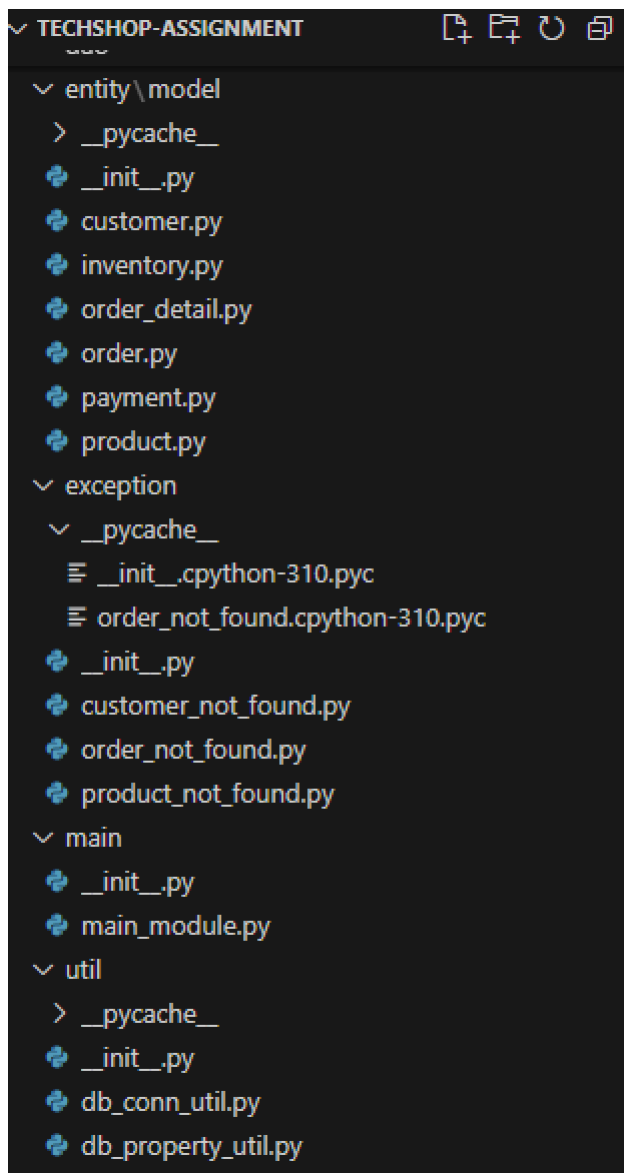 TECHSHOP-ASSIGNMENT
entity\model
__pycache__
__init__.py
customer.py
inventory.py
order_detail.py
order.py
payment.py
product.py
exception
__pycache__
__init__.cpython-310.pyc
order_not_found.cpython-310.pyc
__init__.py
customer_not_found.py
order_not_found.py
product_not_found.py
main
__init__.py
main_module.py
util
__pycache__
__init__.py
db_conn_util.py
db_property_util.py